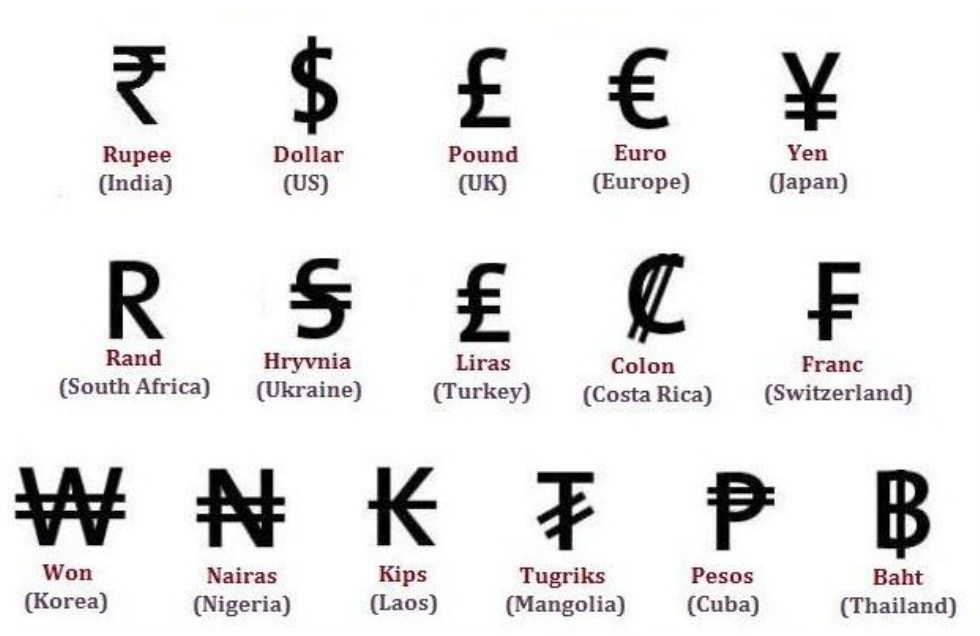 ₹ $ £ € ¥
Rupee Dollar Pound Euro Yen
(India) (US) (UK) (Europe) (Japan)
R ₴ ₤ ₡ ₣
Rand Hryvnia Liras Colon Franc
(South Africa) (Ukraine) (Turkey) (Costa Rica) (Switzerland)
₩ ₦ ₭ ₮ ₱ ฿
Won Nairas Kips Tugriks Pesos Baht
(Korea) (Nigeria) (Laos) (Mangolia) (Cuba) (Thailand)